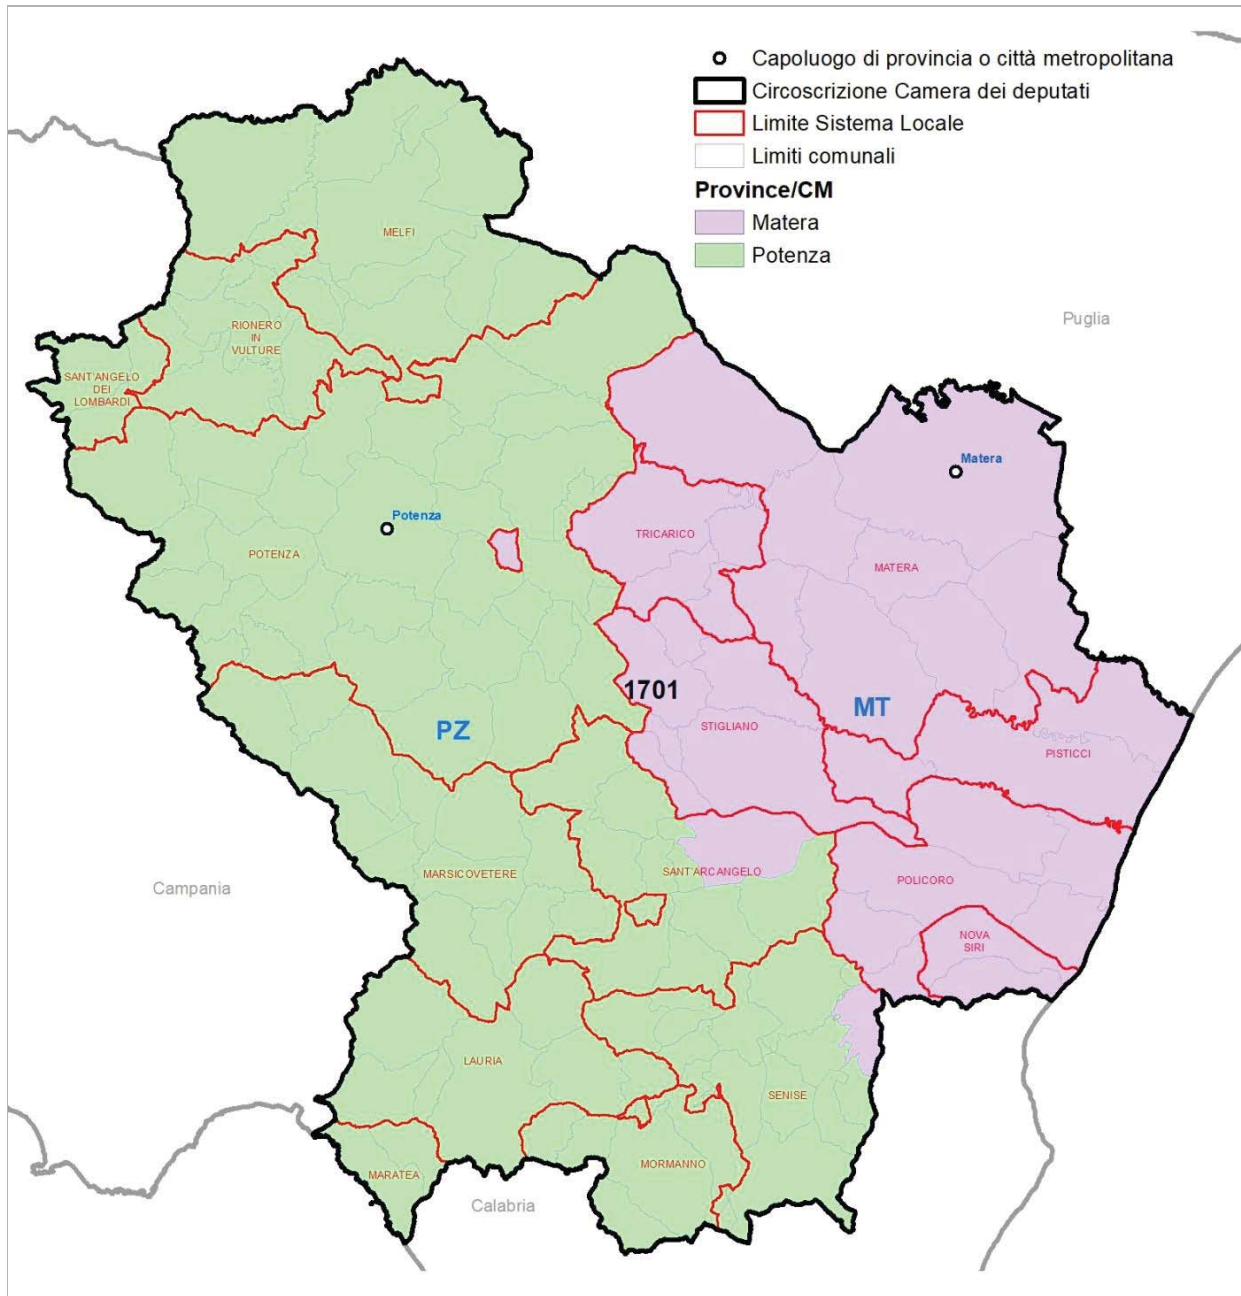 Capoluogo di provincia o città metropolitana
Circoscrizione Camera dei deputati
Limite Sistema Locale
Limiti comunali
Province/CM
Matera
Potenza
Puglia
MELFI
RIONERO
IN
VULTURE
SANT'ANGELO
DEI
LOMBARDI
Matera
Potenza
TRICARICO
POTENZA
MATERA
1701
MT
PZ
STIGLIANO
PISTICCI
MARSICOVETERE
SANT'ARCANGELO
POLICORO
Campania
NOVA
SIRI
LAURIA
SENISE
MORMANNO
MARATEA
Calabria